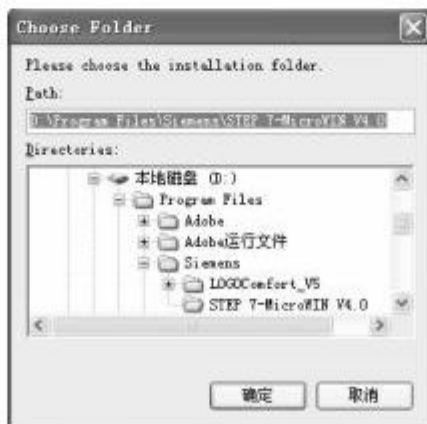 Choose Folder
Please choose the installation folder.
Path:
D:\Program Files\Siemens\STEP 7-MicroWIN V4.0
Directories:
本地磁盘 (D:)
Program Files
Adobe
Adobe运行文件
Siemens
LOGOComfort_V5
STEP 7-MicroWIN V4.0
确定
取消